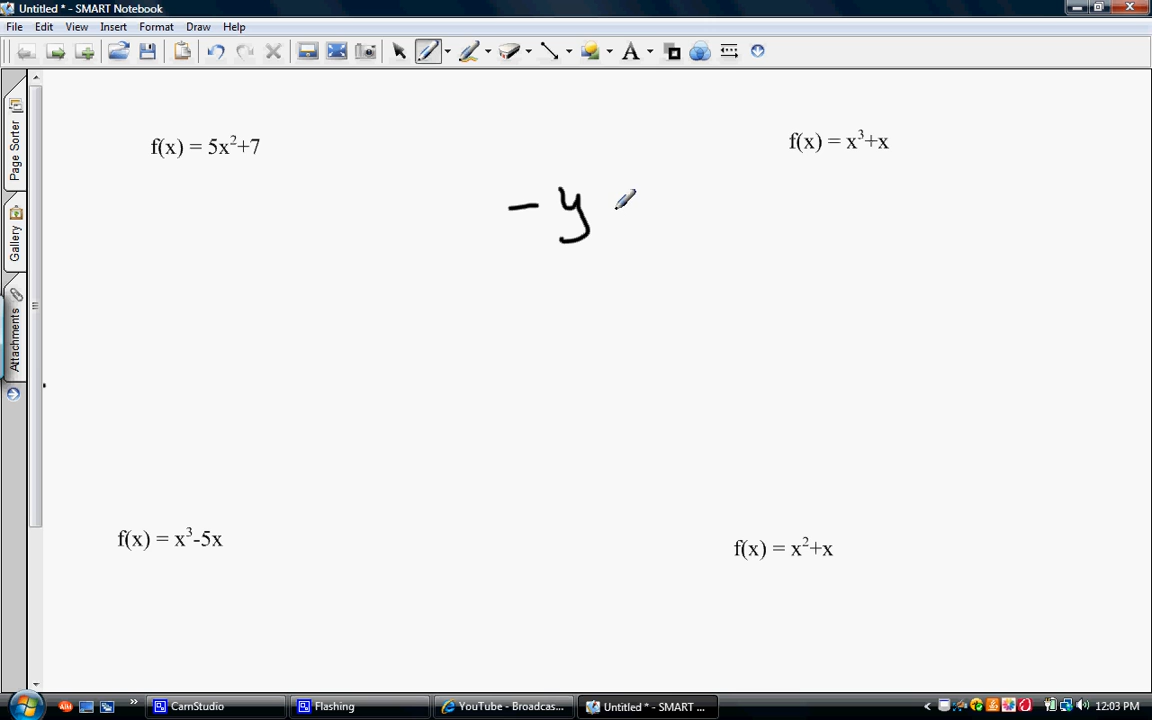 Untitled * - SMART Notebook
File Edit View Insert Format Draw Help
A
Page Sorter
Gallery
Attachments
f(x) = 5x²+7
f(x) = x³+x
- y
f(x) = x³-5x
f(x) = x²+x
» CamStudio Flashing YouTube - Broadcas... Untitled * - SMART ... < 12:03 PM